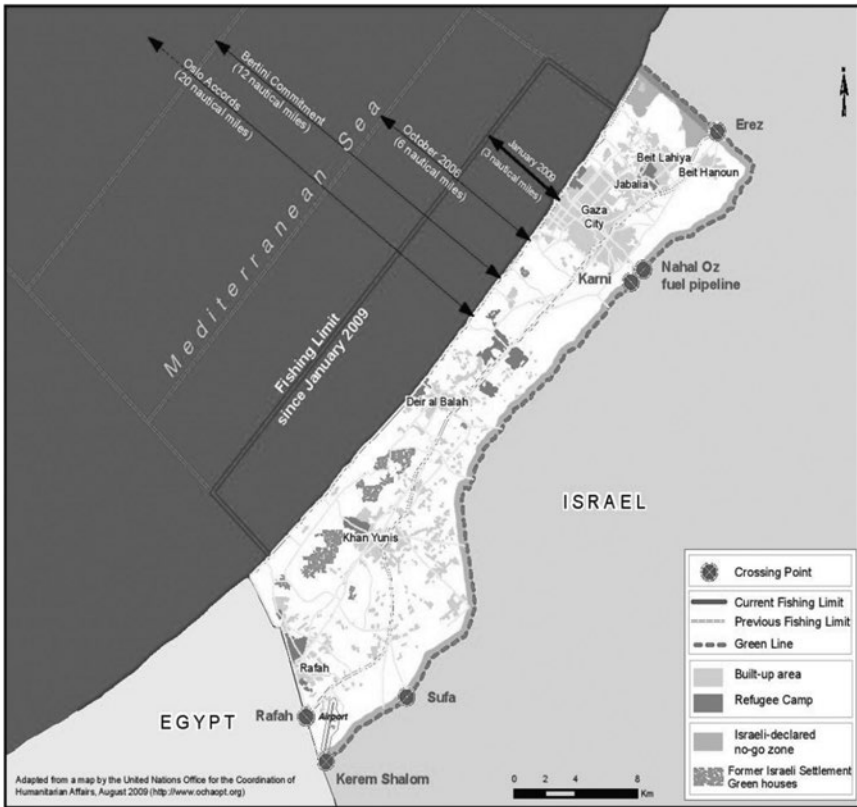 Oslo Accords
(20 nautical miles)
Bertini Commitment
(12 nautical miles)
October 2006
(6 nautical miles)
January 2009
(3 nautical miles)
Mediterranean Sea
Fishing Limit
since January 2009
Erez
Beit Lahiya
Beit Hanoun
Jabalia
Gaza
City
Karni
Nahal Oz
fuel pipeline
Deir al Balah
ISRAEL
Khan Yunis
Rafah
Sufa
EGYPT
Rafah
Airport
Kerem Shalom
Crossing Point
Current Fishing Limit
Previous Fishing Limit
Green Line
Built-up area
Refugee Camp
Israeli-declared
no-go zone
Former Israeli Settlement
Green houses
Adapted from a map by the United Nations Office for the Coordination of
Humanitarian Affairs, August 2009 (http://www.ochaopt.org)
0 2 4 8
Km